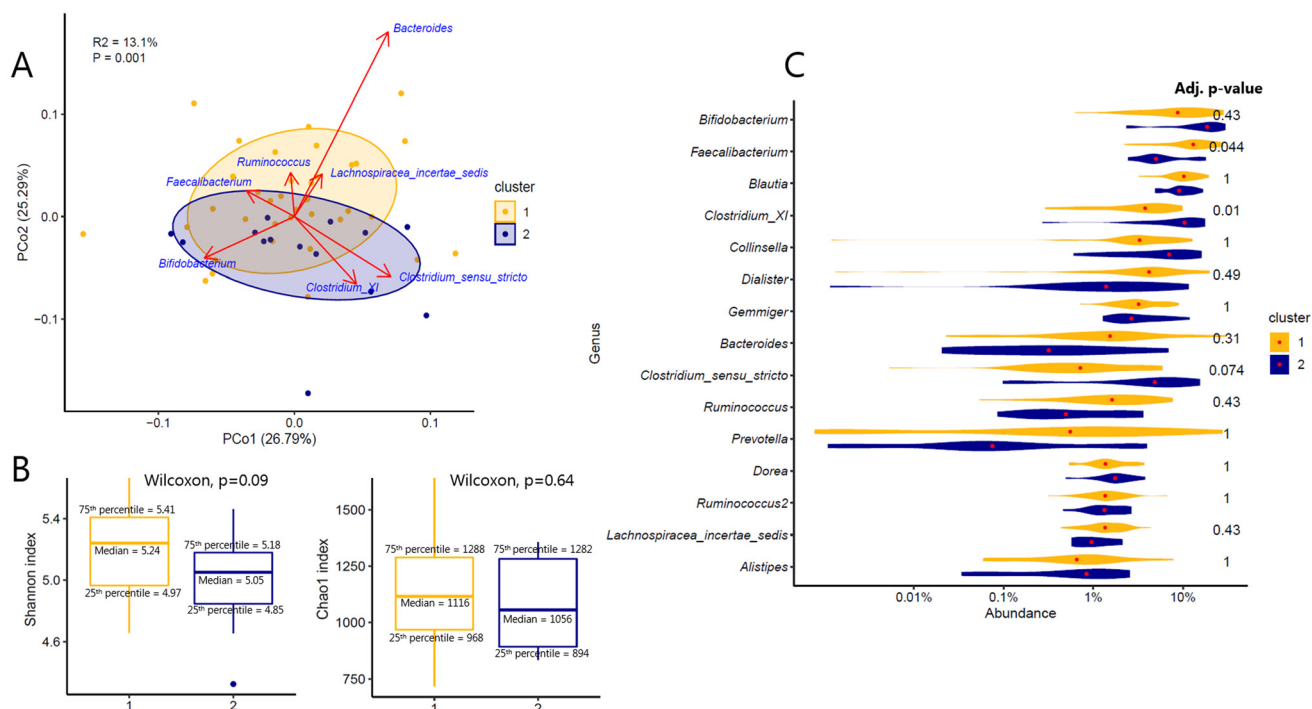 A
R2 = 13.1%
P = 0.001
Bacteroides
Ruminococcus
Lachnospiracea_incertae_sedis
Faecalibacterium
Bifidobacterium
Clostridium_sensu_stricto
Clostridium_XI
PCo2 (25.29%)
0.1
0.0
−0.1
−0.1
0.0
0.1
PCo1 (26.79%)
cluster
1
2
B
Wilcoxon, p=0.09
Shannon index
5.4
5.0
4.6
75th percentile = 5.41
Median = 5.24
25th percentile = 4.97
75th percentile = 5.18
Median = 5.05
25th percentile = 4.85
1
2
Wilcoxon, p=0.64
Chao1 index
1500
1250
1000
750
75th percentile = 1288
Median = 1116
25th percentile = 968
75th percentile = 1282
Median = 1056
25th percentile = 894
1
2
C
Adj. p-value
Genus
Bifidobacterium
0.43
Faecalibacterium
0.044
Blautia
1
Clostridium_XI
0.01
Collinsella
1
Dialister
0.49
Gemmiger
1
Bacteroides
0.31
Clostridium_sensu_stricto
0.074
Ruminococcus
0.43
Prevotella
1
Dorea
1
Ruminococcus2
1
Lachnospiracea_incertae_sedis
0.43
Alistipes
1
0.01%
0.1%
1%
10%
Abundance
cluster
1
2